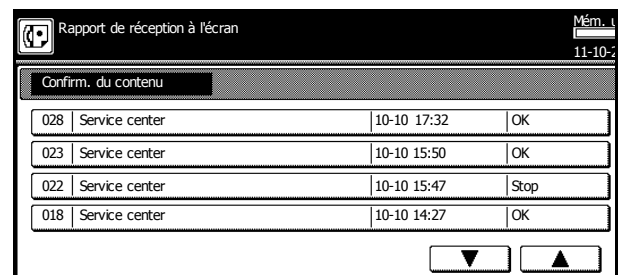 Rapport de réception à l'écran
Mém.
11-10-
Confirm. du contenu
028 Service center 10-10 17:32 OK
023 Service center 10-10 15:50 OK
022 Service center 10-10 15:47 Stop
018 Service center 10-10 14:27 OK